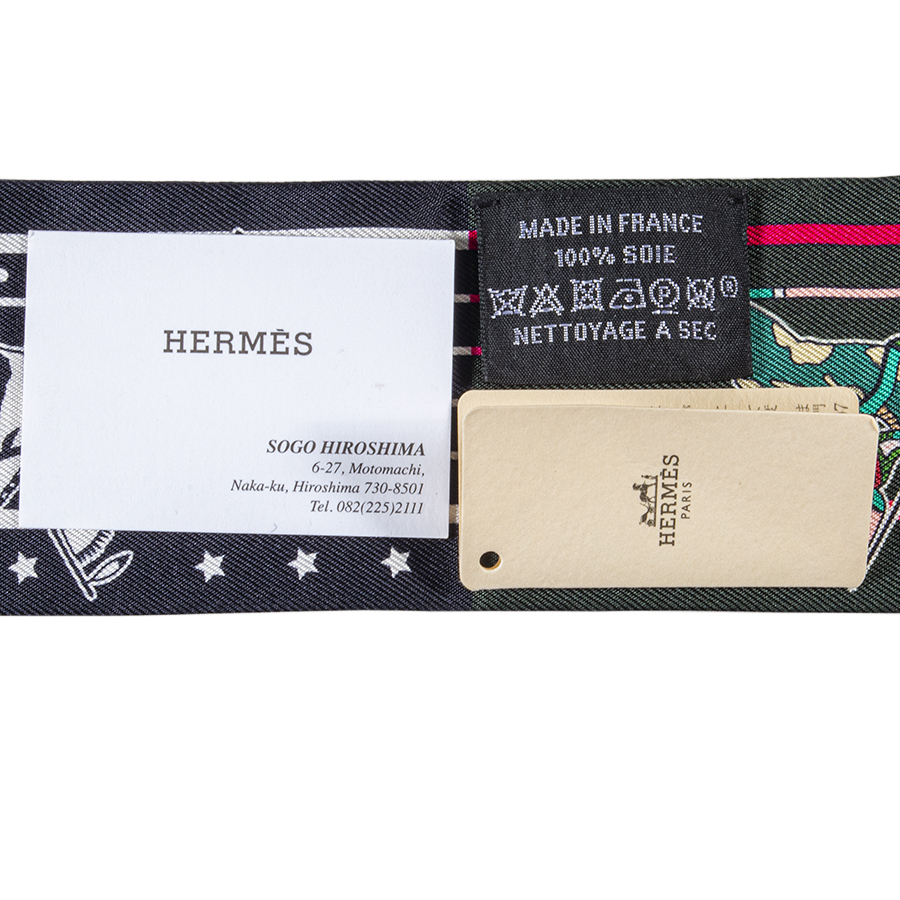 HERMÈS
SOGO HIROSHIMA
6-27, Motomachi,
Naka-ku, Hiroshima 730-8501
Tel. 082(225)2111
MADE IN FRANCE
100% SOIE
NETTOYAGE A SEC
HERMÈS
PARIS